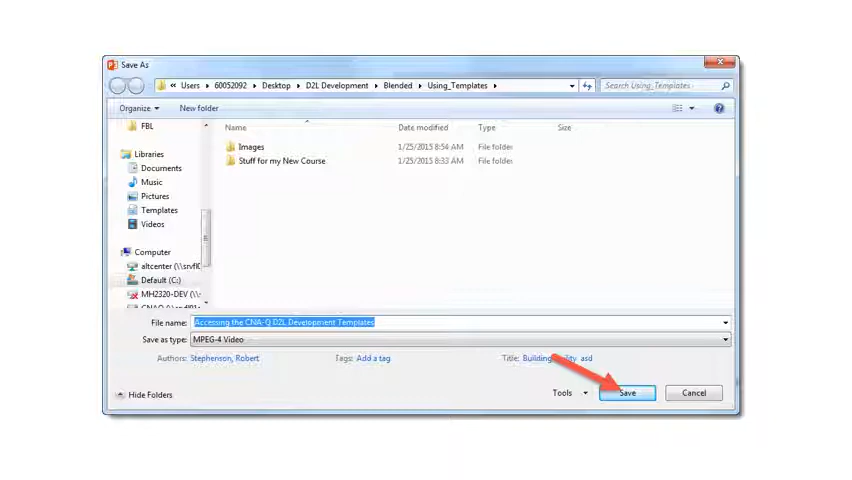 Save As
« Users 60052092 Desktop D2L Development Blended Using_Templates
Search Using_Templates
Organize New folder
FBL
Name Date modified Type Size
Images 1/25/2015 8:54 AM File folder
Stuff for my New Course 1/25/2015 8:33 AM File folder
Libraries
Documents
Music
Pictures
Templates
Videos
Computer
altcenter (\\srvfl0
Default (C:)
MH2320-DEV (\\
File name: Accessing the CNA-Q D2L Development Templates
Save as type: MPEG-4 Video
Authors: Stephenson, Robert Tags: Add a tag Title: Building asd
Hide Folders Tools Save Cancel